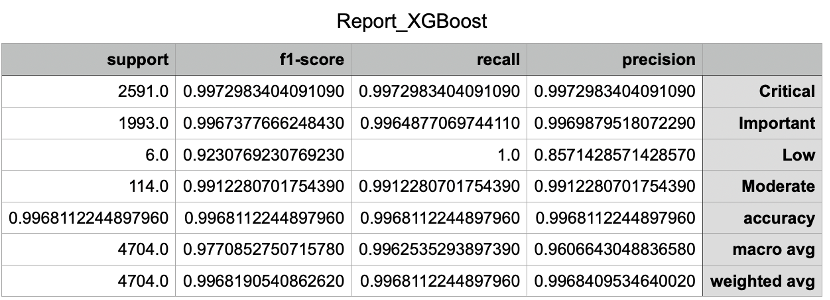 Report_XGBoost
support f1-score recall precision
2591.0 0.9972983404091090 0.9972983404091090 0.9972983404091090 Critical
1993.0 0.9967377666248430 0.9964877069744110 0.9969879518072290 Important
6.0 0.9230769230769230 1.0 0.8571428571428570 Low
114.0 0.9912280701754390 0.9912280701754390 0.9912280701754390 Moderate
0.9968112244897960 0.9968112244897960 0.9968112244897960 0.9968112244897960 accuracy
4704.0 0.9770852750715780 0.9962535293897390 0.9606643048836580 macro avg
4704.0 0.9968190540862620 0.9968112244897960 0.9968409534640020 weighted avg